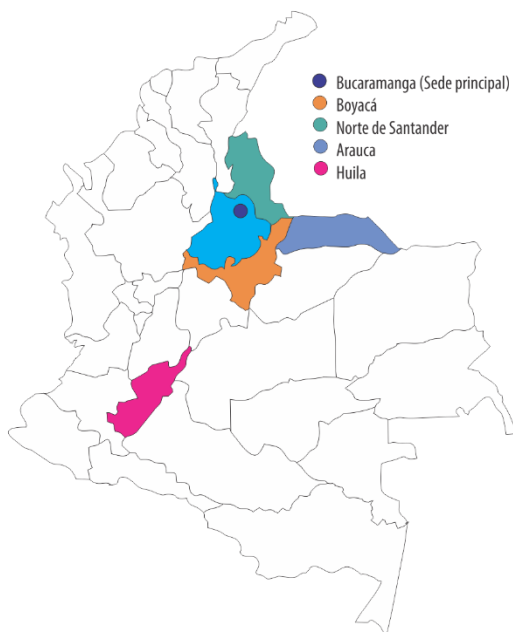 Bucaramanga (Sede principal)
Boyacá
Norte de Santander
Arauca
Huila